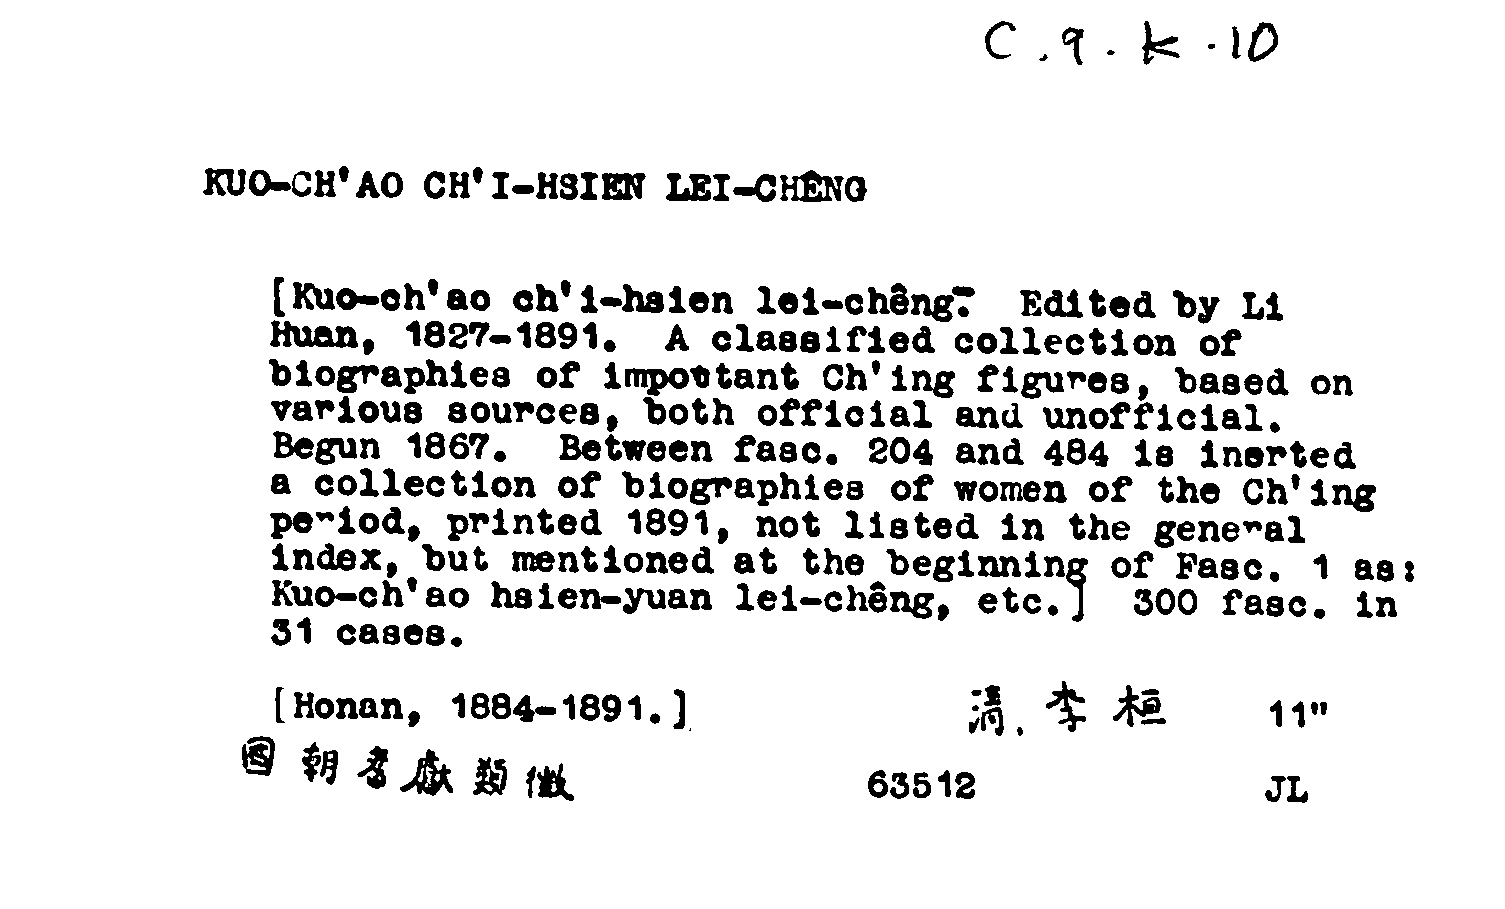 C.9.K.10
KUO-CH'AO CH'I-HSIEN LEI-CHÊNG
[Kuo-ch'ao ch'i-hsien lei-chêng. Edited by Li
Huan, 1827-1891. A classified collection of
biographies of impottant Ch'ing figures, based on
various sources, both official and unofficial.
Begun 1867. Between fasc. 204 and 484 is inerted
a collection of biographies of women of the Ch'ing
period, printed 1891, not listed in the general
index, but mentioned at the beginning of Fasc. 1 as:
Kuo-ch'ao hsien-yuan lei-chêng, etc.] 300 fasc. in
31 cases.
[Honan, 1884-1891.] 清.李桓 11"
國朝耆獻類徵 63512 JL